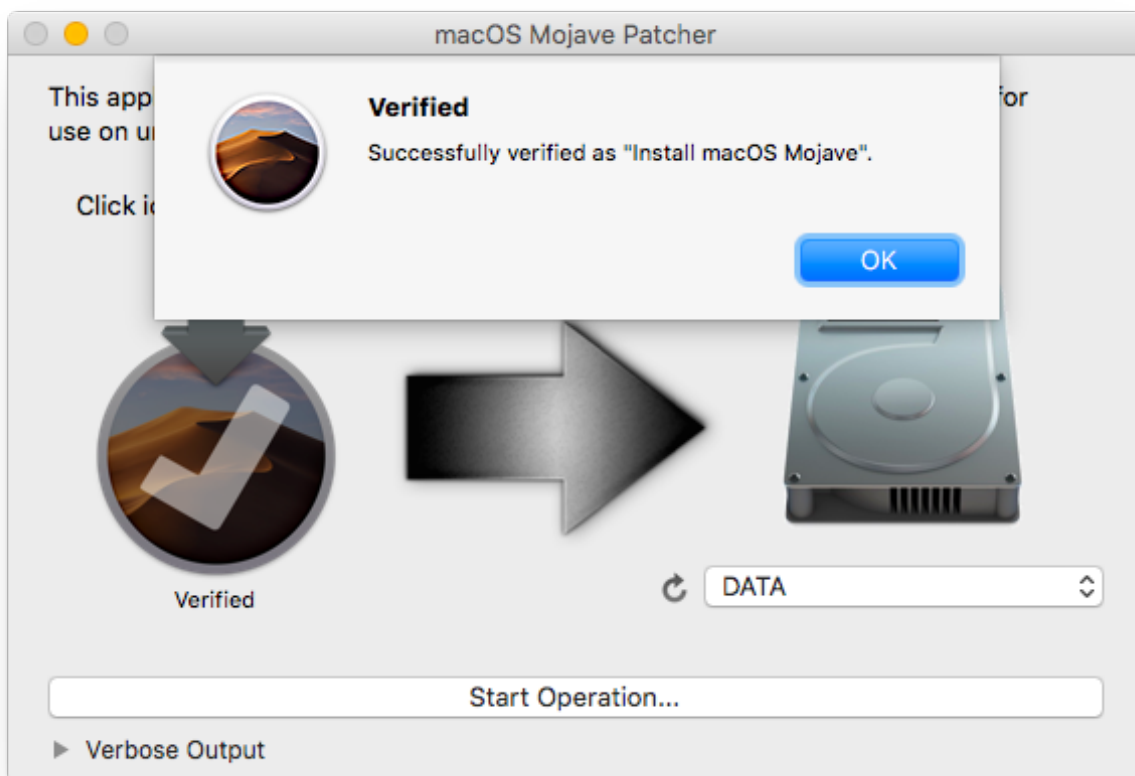 macOS Mojave Patcher
This app
for
use on u
Click i
Verified
Successfully verified as "Install macOS Mojave".
OK
Verified
DATA
Start Operation...
Verbose Output